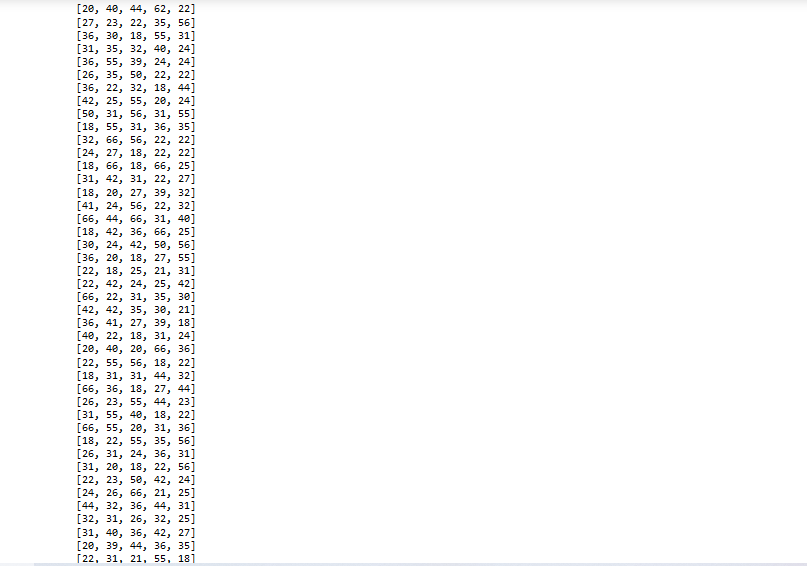 [20, 40, 44, 62, 22]
[27, 23, 22, 35, 56]
[36, 30, 18, 55, 31]
[31, 35, 32, 40, 24]
[36, 55, 39, 24, 24]
[26, 35, 50, 22, 22]
[36, 22, 32, 18, 44]
[42, 25, 55, 20, 24]
[50, 31, 56, 31, 55]
[18, 55, 31, 36, 35]
[32, 66, 56, 22, 22]
[24, 27, 18, 22, 22]
[18, 66, 18, 66, 25]
[31, 42, 31, 22, 27]
[18, 20, 27, 39, 32]
[41, 24, 56, 22, 32]
[66, 44, 66, 31, 40]
[18, 42, 36, 66, 25]
[30, 24, 42, 50, 56]
[36, 20, 18, 27, 55]
[22, 18, 25, 21, 31]
[22, 42, 24, 25, 42]
[66, 22, 31, 35, 30]
[42, 42, 35, 30, 21]
[36, 41, 27, 39, 18]
[40, 22, 18, 31, 24]
[20, 40, 20, 66, 36]
[22, 55, 56, 18, 22]
[18, 31, 31, 44, 32]
[66, 36, 18, 27, 44]
[26, 23, 55, 44, 23]
[31, 55, 40, 18, 22]
[66, 55, 20, 31, 36]
[18, 22, 55, 35, 56]
[26, 31, 24, 36, 31]
[31, 20, 18, 22, 56]
[22, 23, 50, 42, 24]
[24, 26, 66, 21, 25]
[44, 32, 36, 44, 31]
[32, 31, 26, 32, 25]
[31, 40, 36, 42, 27]
[20, 39, 44, 36, 35]
[22, 31, 21, 55, 18]